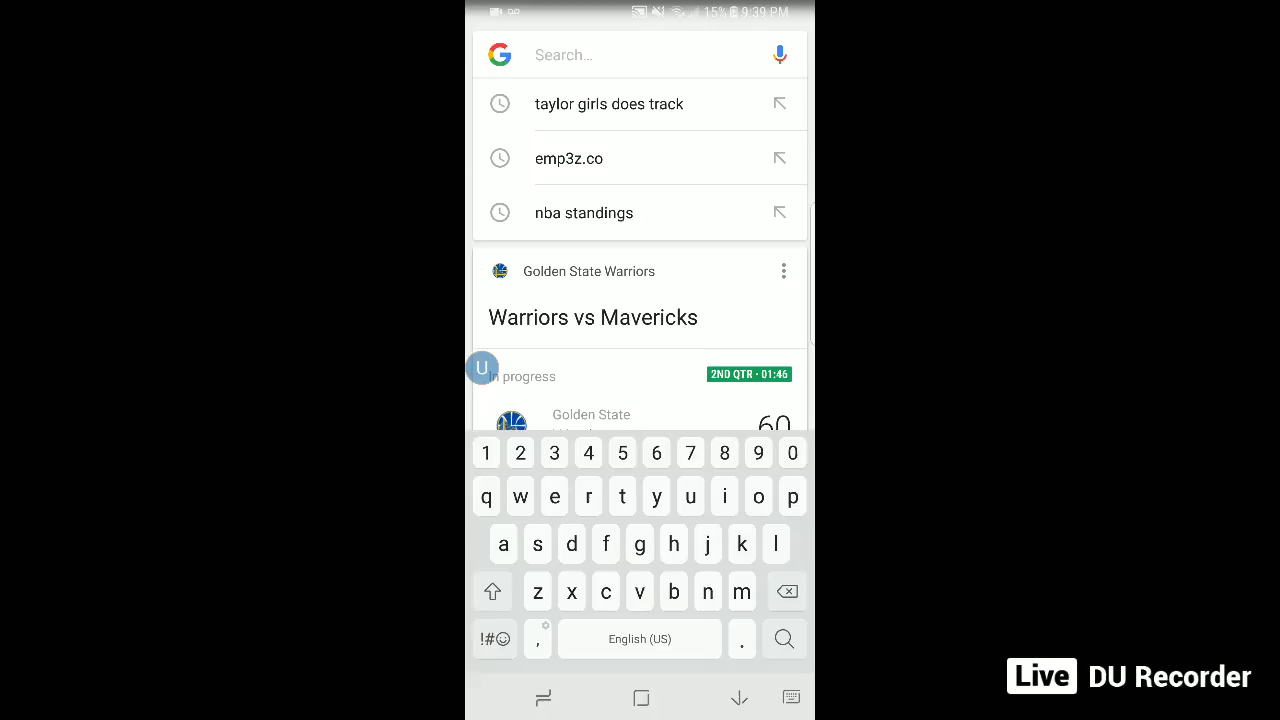 15% 9:39 PM
Search...
taylor girls does track
emp3z.co
nba standings
Golden State Warriors
Warriors vs Mavericks
U
In progress
2ND QTR · 01:46
Golden State
60
1 2 3 4 5 6 7 8 9 0
q w e r t y u i o p
a s d f g h j k l
z x c v b n m
!#☺ , English (US) .
Live DU Recorder